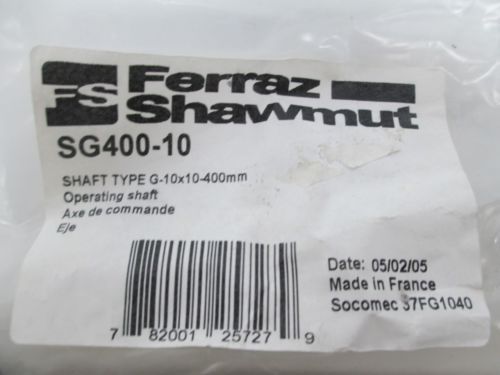 FS Ferraz
Shawmut
SG400-10
SHAFT TYPE G-10x10-400mm
Operating shaft
Axe de commande
Eje
Date: 05/02/05
Made in France
Socomec 37FG1040
7 82001 25727 9